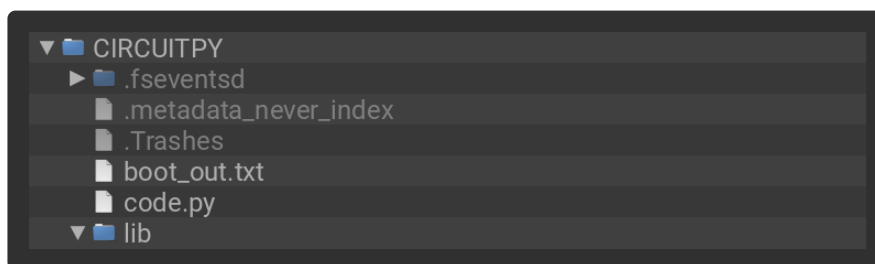 CIRCUITPY
.fseventsd
.metadata_never_index
.Trashes
boot_out.txt
code.py
lib